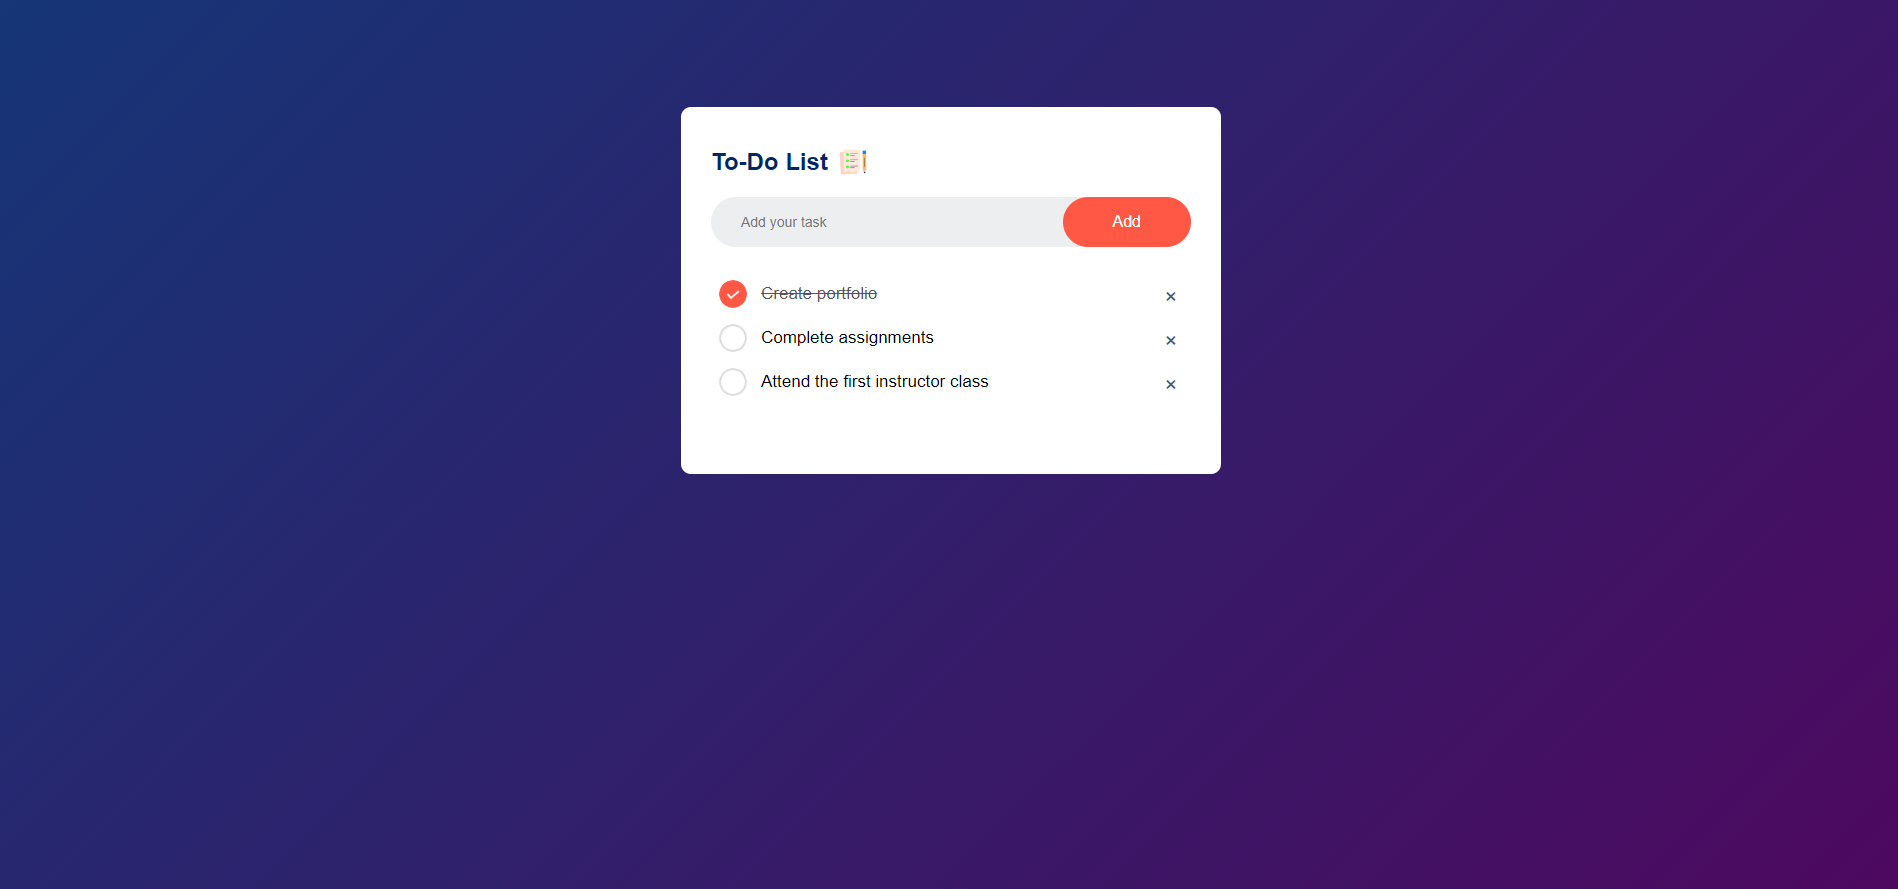 To-Do List
Add your task
Add
Create portfolio
Complete assignments
Attend the first instructor class